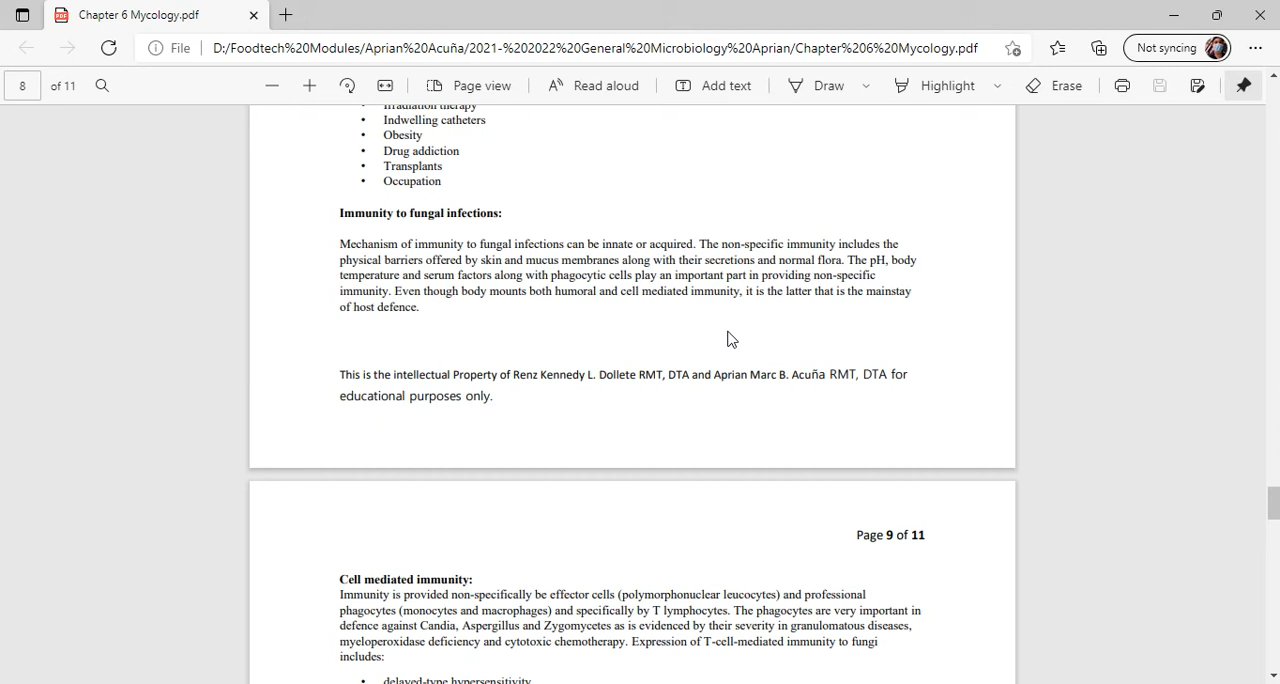 Chapter 6 Mycology.pdf
File D:/Foodtech%20Modules/Aprian%20Acuña/2021-%202022%20General%20Microbiology%20Aprian/Chapter%206%20Mycology.pdf Not syncing
8 of 11 Page view Read aloud Add text Draw Highlight Erase
• Irradiation therapy
• Indwelling catheters
• Obesity
• Drug addiction
• Transplants
• Occupation
Immunity to fungal infections:
Mechanism of immunity to fungal infections can be innate or acquired. The non-specific immunity includes the
physical barriers offered by skin and mucus membranes along with their secretions and normal flora. The pH, body
temperature and serum factors along with phagocytic cells play an important part in providing non-specific
immunity. Even though body mounts both humoral and cell mediated immunity, it is the latter that is the mainstay
of host defence.
This is the intellectual Property of Renz Kennedy L. Dollete RMT, DTA and Aprian Marc B. Acuña RMT, DTA for
educational purposes only.
Page 9 of 11
Cell mediated immunity:
Immunity is provided non-specifically be effector cells (polymorphonuclear leucocytes) and professional
phagocytes (monocytes and macrophages) and specifically by T lymphocytes. The phagocytes are very important in
defence against Candia, Aspergillus and Zygomycetes as is evidenced by their severity in granulomatous diseases,
myeloperoxidase deficiency and cytotoxic chemotherapy. Expression of T-cell-mediated immunity to fungi
includes:
• delayed-type hypersensitivity